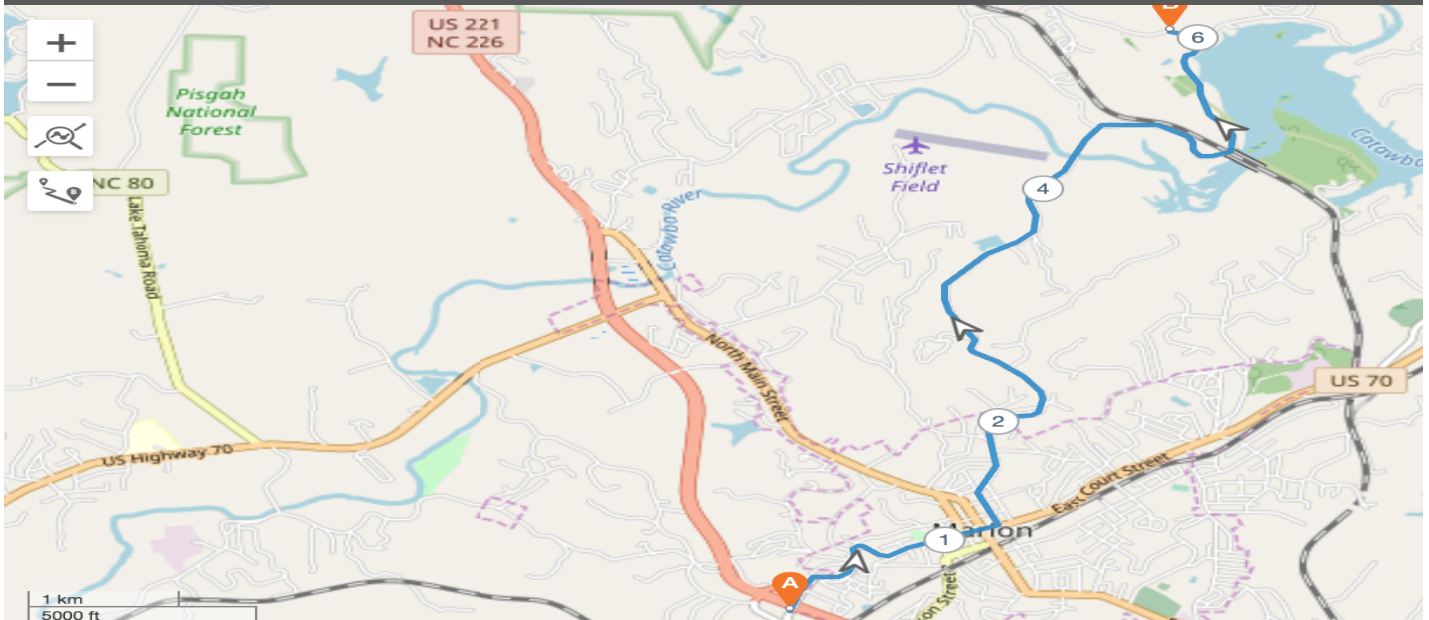 +
−
US 221
NC 226
Pisgah
National
Forest
NC 80
Lake Tahoma Road
Catawba River
Shiflet
Field
6
4
2
1
North Main Street
US Highway 70
US 70
East Court Street
Marion
A
1 km
5000 ft